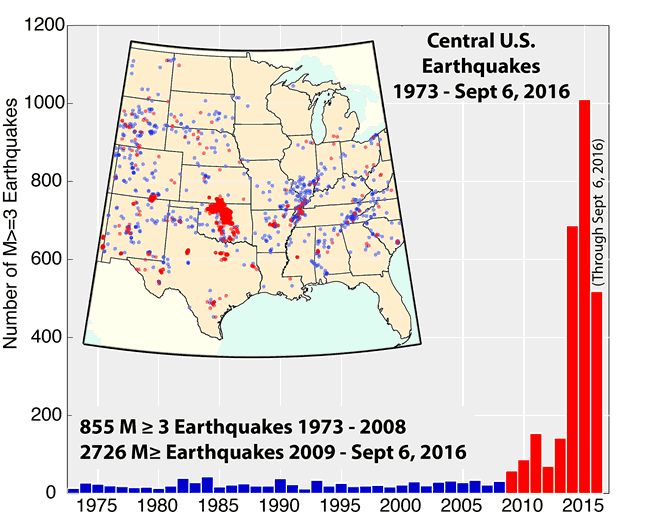 Central U.S.
Earthquakes
1973 - Sept 6, 2016
Number of M>=3 Earthquakes
1200
1000
800
600
400
200
0
(Through Sept 6, 2016)
855 M ≥ 3 Earthquakes 1973 - 2008
2726 M≥ Earthquakes 2009 - Sept 6, 2016
1975 1980 1985 1990 1995 2000 2005 2010 2015